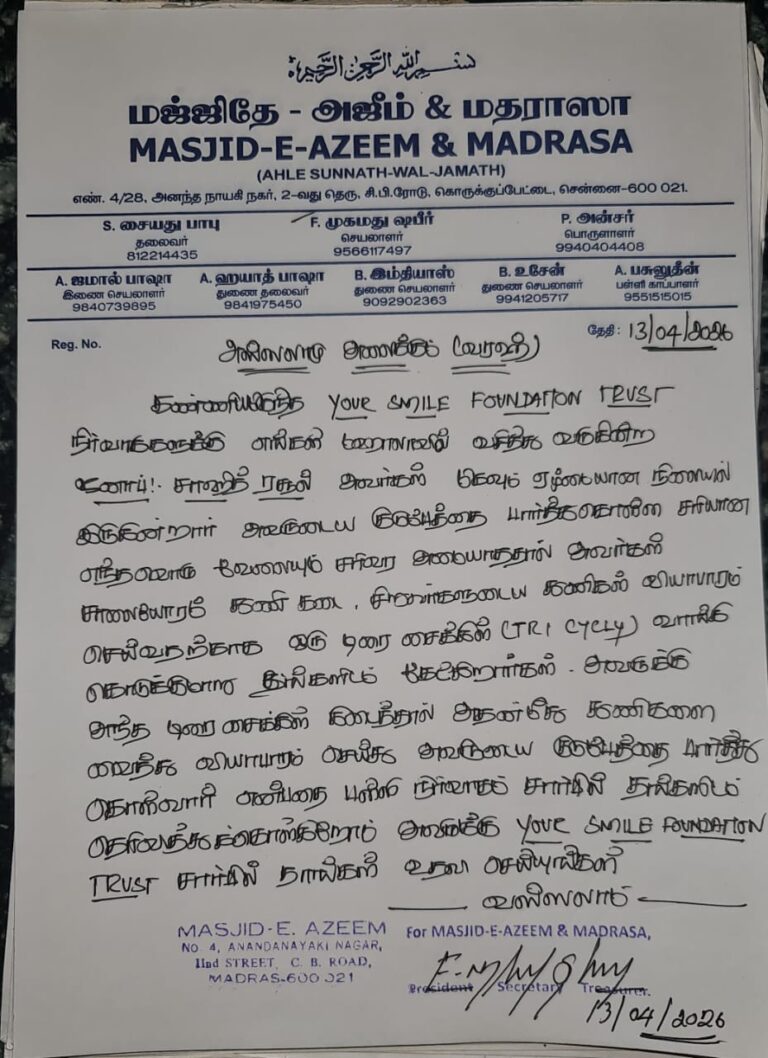 بسم الله الرحمن الرحيم
மஜ்ஜிதே - அஜீம் & மதராஸா
MASJID-E-AZEEM & MADRASA
(AHLE SUNNATH-WAL-JAMATH)
எண். 4/28, அனந்த நாயகி நகர், 2-வது தெரு, சி.பி.ரோடு, கொருக்குப்பேட்டை, சென்னை-600 021.
S. சையது பாபு F. முகமது ஷபீர் P. அன்சர்
தலைவர் செயலாளர் பொருளாளர்
812214435 9566117497 9940404408
A. ஜமால் பாஷா A. ஹயாத் பாஷா B. இம்தியாஸ் B. உசேன் A. பசுலுதீன்
இணை செயலாளர் துணை தலைவர் துணை செயலாளர் துணை செயலாளர் பள்ளி காப்பாளர்
9840739895 9841975450 9092902363 9941205717 9551515015
Reg. No. தேதி : 13/04/2026
அஸ்ஸலாமு அலைக்கும் (வரஹ்)
கண்ணியமிகுந்த YOUR SMILE FOUNDATION TRUST
நிர்வாகிகளுக்கு எங்கள் மஹல்லாவில் வசித்து வருகின்ற
ஜனாப்!. சாஹித் ரசூல் அவர்கள் மிகவும் ஏழ்மையான நிலையில்
இருக்கின்றார் அவருடைய குடும்பத்தை பார்த்துகொள்ள சரியான
எந்தவொரு வேலையும் சரிவர அமையாததால் அவர்கள்
சாலையோரம் கனி கடை, கனிகள் வியாபாரம்
செய்வதற்காக ஒரு டிரை சைக்கிள் (TRI CYCLY) வாங்கி
கொடுக்குமாறு தங்களிடம் கேட்கிறார்கள். அவருக்கு
அந்த டிரை சைக்கிள் கிடைத்தால் அதன்மீது கனிகளை
வைத்து வியாபாரம் செய்து அவருடைய குடும்பத்தை பார்த்து
கொள்வார் என்பதை பள்ளி நிர்வாகம் சார்பில் தங்களிடம்
தெரிவித்துக்கொள்கிறோம் அவருக்கு YOUR SMILE FOUNDATION
TRUST சார்பில் தாங்கள் உதவி செய்யுங்கள்
வஸ்ஸலாம்
MASJID-E. AZEEM For MASJID-E-AZEEM & MADRASA,
NO. 4, ANANDANAYAKI NAGAR,
IInd STREET, C. B. ROAD,
MADRAS-600 021
President Secretary Treasurer.
13/04/2026